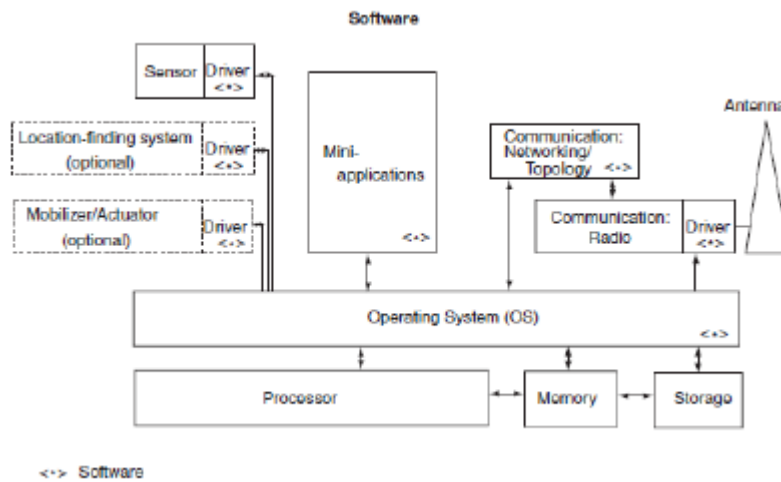 Software
Sensor
Driver
<•>
Antenna
Location-finding system
(optional)
Driver
<•>
Mini-
applications
<•>
Communication:
Networking/
Topology <•>
Mobilizer/Actuator
(optional)
Driver
<•>
Communication:
Radio
Driver
<•>
Operating System (OS)
<•>
Processor
Memory
Storage
<•> Software